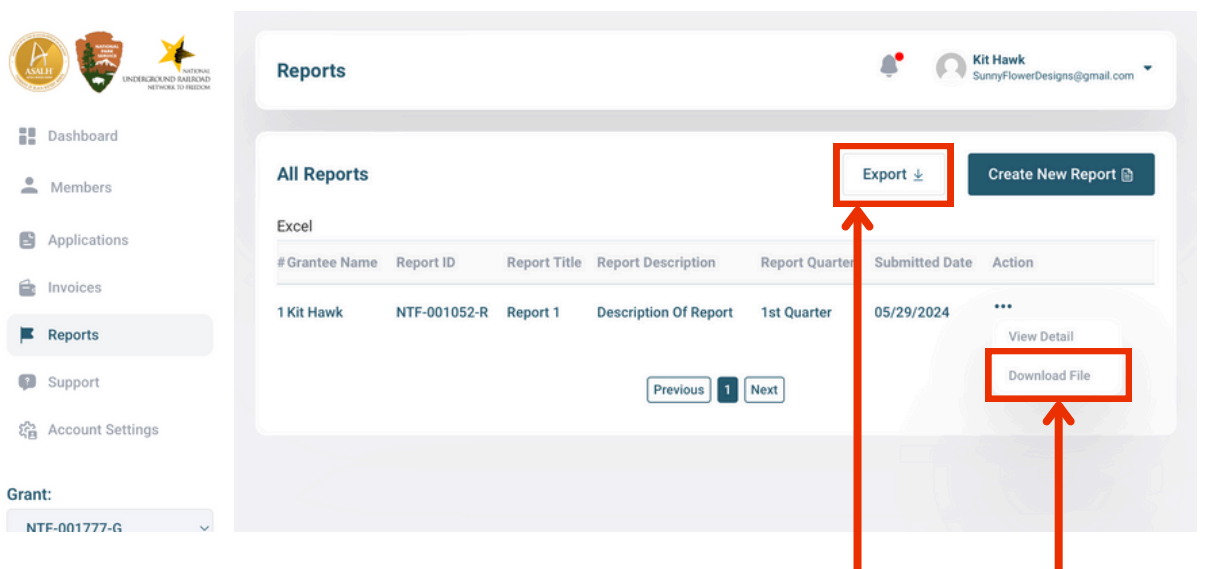 ASALH
NATIONAL
PARK
SERVICE
NATIONAL
UNDERGROUND RAILROAD
NETWORK TO FREEDOM
Dashboard
Members
Applications
Invoices
Reports
Support
Account Settings
Grant:
NTF-001777-G
Reports
Kit Hawk
SunnyFlowerDesigns@gmail.com
All Reports
Export
Create New Report
Excel
# Grantee Name Report ID Report Title Report Description Report Quarter Submitted Date Action
1 Kit Hawk NTF-001052-R Report 1 Description Of Report 1st Quarter 05/29/2024 •••
View Detail
Download File
Previous 1 Next